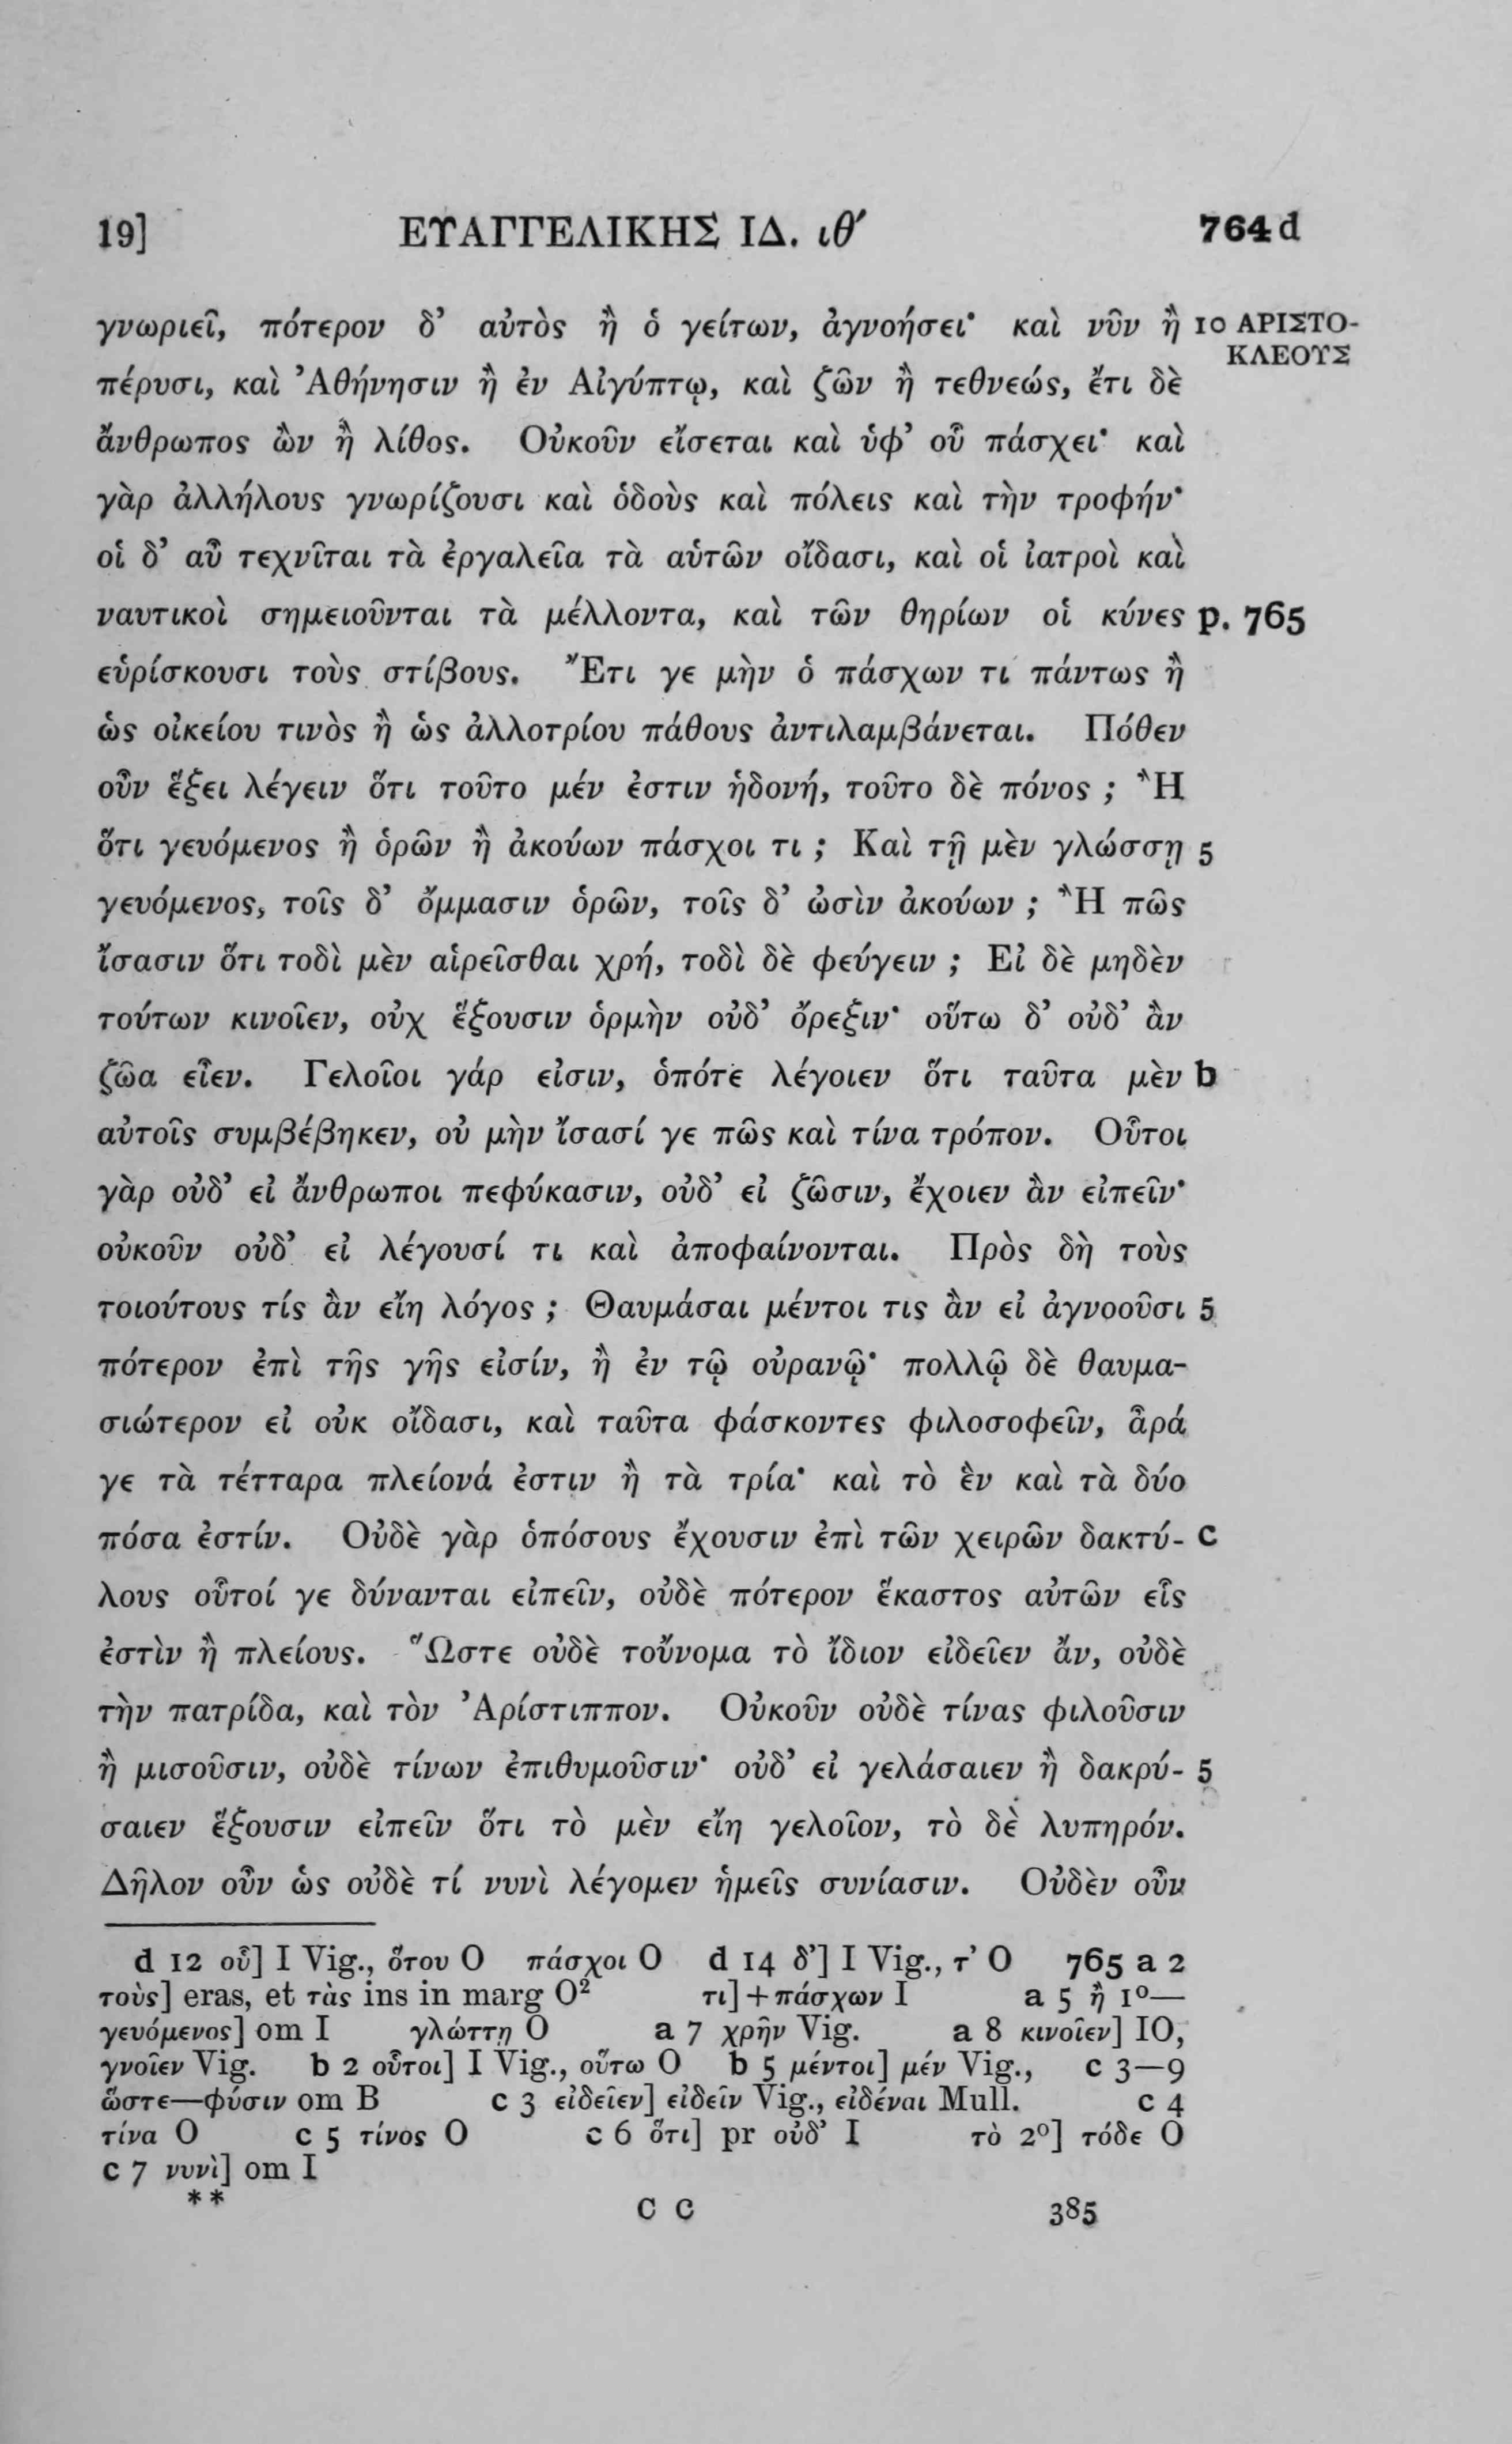 19] ΕΥΑΓΓΕΛΙΚΗΣ ΙΔ. ιθ´ 764 d
γνωριεῖ, πότερον δ’ αὐτὸς ἢ ὁ γείτων, ἀγνοήσει· καὶ νῦν ἢ 10 ΑΡΙΣΤΟ-
ΚΛΕΟΥΣ
πέρυσι, καὶ Ἀθήνησιν ἢ ἐν Αἰγύπτῳ, καὶ ζῶν ἢ τεθνεώς, ἔτι δὲ
ἄνθρωπος ὢν ἢ λίθος. Οὐκοῦν εἴσεται καὶ ὑφ’ οὗ πάσχει· καὶ
γὰρ ἀλλήλους γνωρίζουσι καὶ ὁδοὺς καὶ πόλεις καὶ τὴν τροφήν·
οἱ δ’ αὖ τεχνῖται τὰ ἐργαλεῖα τὰ αὑτῶν οἴδασι, καὶ οἱ ἰατροὶ καὶ
ναυτικοὶ σημειοῦνται τὰ μέλλοντα, καὶ τῶν θηρίων οἱ κύνες p. 765
εὑρίσκουσι τοὺς στίβους. Ἔτι γε μὴν ὁ πάσχων τι πάντως ἢ
ὡς οἰκείου τινὸς ἢ ὡς ἀλλοτρίου πάθους ἀντιλαμβάνεται. Πόθεν
οὖν ἕξει λέγειν ὅτι τοῦτο μέν ἐστιν ἡδονή, τοῦτο δὲ πόνος ; Ἢ
ὅτι γευόμενος ἢ ὁρῶν ἢ ἀκούων πάσχοι τι ; Καὶ τῇ μὲν γλώσσῃ 5
γευόμενος, τοῖς δ’ ὄμμασιν ὁρῶν, τοῖς δ’ ὠσὶν ἀκούων ; Ἢ πῶς
ἴσασιν ὅτι τοδὶ μὲν αἱρεῖσθαι χρή, τοδὶ δὲ φεύγειν ; Εἰ δὲ μηδὲν
τούτων κινοῖεν, οὐχ ἕξουσιν ὁρμὴν οὐδ’ ὄρεξιν· οὕτω δ’ οὐδ’ ἂν
ζῶα εἶεν. Γελοῖοι γάρ εἰσιν, ὁπότε λέγοιεν ὅτι ταῦτα μὲν b
αὐτοῖς συμβέβηκεν, οὐ μὴν ἴσασί γε πῶς καὶ τίνα τρόπον. Οὗτοι
γὰρ οὐδ’ εἰ ἄνθρωποι πεφύκασιν, οὐδ’ εἰ ζῶσιν, ἔχοιεν ἂν εἰπεῖν·
οὐκοῦν οὐδ’ εἰ λέγουσί τι καὶ ἀποφαίνονται. Πρὸς δὴ τοὺς
τοιούτους τίς ἂν εἴη λόγος ; Θαυμάσαι μέντοι τις ἂν εἰ ἀγνοοῦσι 5
πότερον ἐπὶ τῆς γῆς εἰσίν, ἢ ἐν τῷ οὐρανῷ· πολλῷ δὲ θαυμα-
σιώτερον εἰ οὐκ οἴδασι, καὶ ταῦτα φάσκοντες φιλοσοφεῖν, ἆρά
γε τὰ τέτταρα πλείονά ἐστιν ἢ τὰ τρία· καὶ τὸ ἓν καὶ τὰ δύο
πόσα ἐστίν. Οὐδὲ γὰρ ὁπόσους ἔχουσιν ἐπὶ τῶν χειρῶν δακτύ- c
λους οὗτοί γε δύνανται εἰπεῖν, οὐδὲ πότερον ἕκαστος αὐτῶν εἷς
ἐστὶν ἢ πλείους. Ὥστε οὐδὲ τοὔνομα τὸ ἴδιον εἰδεῖεν ἄν, οὐδὲ
τὴν πατρίδα, καὶ τὸν Ἀρίστιππον. Οὐκοῦν οὐδὲ τίνας φιλοῦσιν
ἢ μισοῦσιν, οὐδὲ τίνων ἐπιθυμοῦσιν· οὐδ’ εἰ γελάσαιεν ἢ δακρύ- 5
σαιεν ἕξουσιν εἰπεῖν ὅτι τὸ μὲν εἴη γελοῖον, τὸ δὲ λυπηρόν.
Δῆλον οὖν ὡς οὐδὲ τί νυνὶ λέγομεν ἡμεῖς συνίασιν. Οὐδὲν οὖν
d 12 οὗ] I Vig., ὅτου O πάσχοι O d 14 δ’] I Vig., τ’ O 765 a 2
τοὺς] eras, et τὰς ins in marg O² τι]+πάσχων I a 5 ἢ 1º—
γευόμενος] om I γλώττῃ O a 7 χρῆν Vig. a 8 κινοῖεν] IO,
γνοῖεν Vig. b 2 οὗτοι] I Vig., οὕτω O b 5 μέντοι] μέν Vig., c 3—9
ὥστε—φύσιν om B c 3 εἰδεῖεν] εἰδεῖν Vig., εἰδέναι Mull. c 4
τίνα O c 5 τίνος O c 6 ὅτι] pr οὐδ’ I τὸ 2º] τόδε O
c 7 νυνὶ] om I
** C C 385